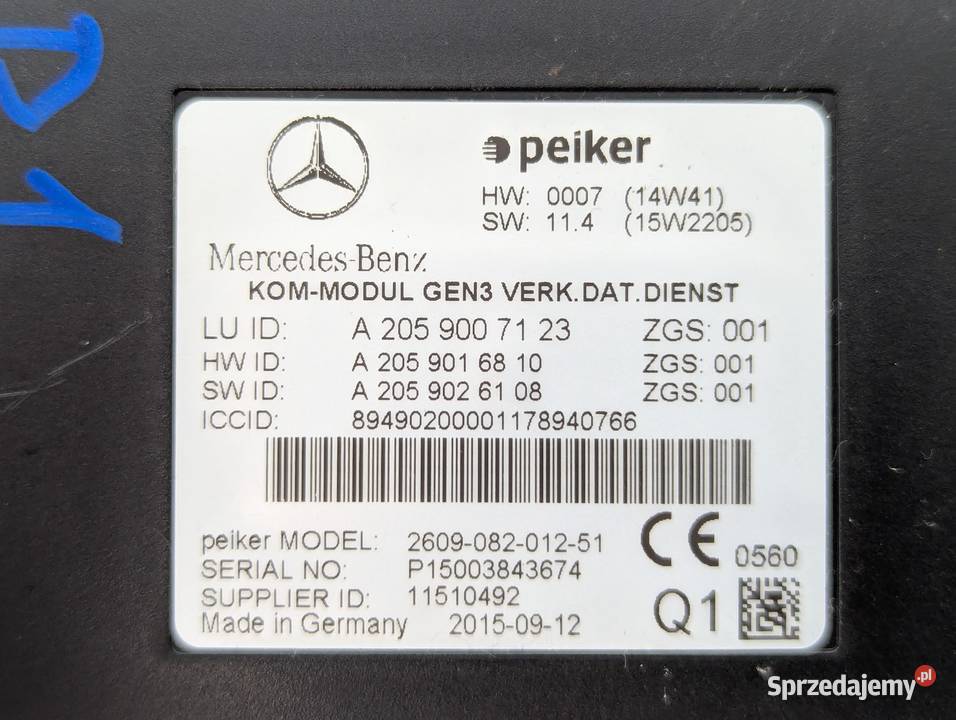 D1
peiker
HW: 0007 (14W41)
SW: 11.4 (15W2205)
Mercedes-Benz
KOM-MODUL GEN3 VERK.DAT.DIENST
LU ID: A 205 900 71 23 ZGS: 001
HW ID: A 205 901 68 10 ZGS: 001
SW ID: A 205 902 61 08 ZGS: 001
ICCID: 89490200001178940766
peiker MODEL: 2609-082-012-51
CE 0560
SERIAL NO: P15003843674
SUPPLIER ID: 11510492
Q1
Made in Germany 2015-09-12
Sprzedajemy.pl